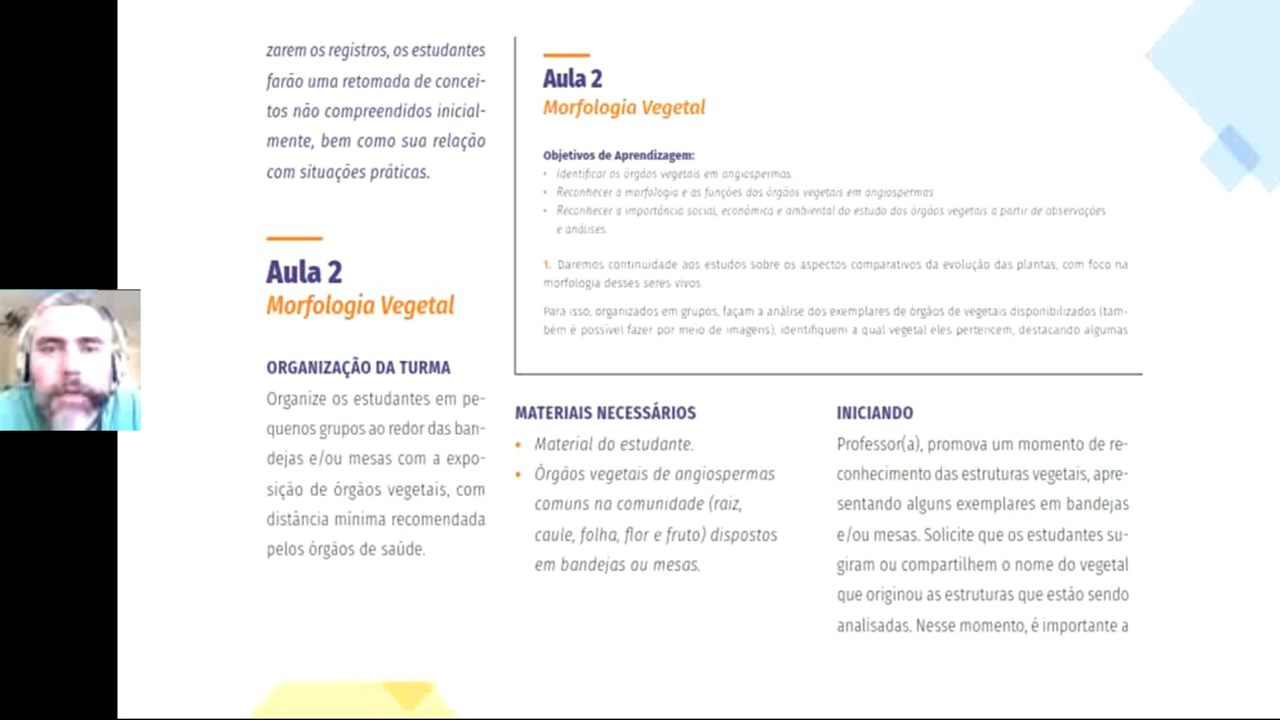 zarem os registros, os estudantes
farão uma retomada de concei-
tos não compreendidos inicial-
mente, bem como sua relação
com situações práticas.
Aula 2
Morfologia Vegetal
ORGANIZAÇÃO DA TURMA
Organize os estudantes em pe-
quenos grupos ao redor das ban-
dejas e/ou mesas com a expo-
sição de órgãos vegetais, com
distância mínima recomendada
pelos órgãos de saúde.
Aula 2
Morfologia Vegetal
Objetivos de Aprendizagem:
• Identificar os órgãos vegetais em angiospermas.
• Reconhecer a morfologia e as funções dos órgãos vegetais em angiospermas.
• Reconhecer a importância social, econômica e ambiental do estudo dos órgãos vegetais a partir de observações
e análises.
1. Daremos continuidade aos estudos sobre os aspectos comparativos da evolução das plantas, com foco na
morfologia desses seres vivos.
Para isso, organizados em grupos, façam a análise dos exemplares de órgãos de vegetais disponibilizados (tam-
bém é possível fazer por meio de imagens), identifiquem a qual vegetal eles pertencem, destacando algumas
MATERIAIS NECESSÁRIOS
• Material do estudante.
• Órgãos vegetais de angiospermas
comuns na comunidade (raiz,
caule, folha, flor e fruto) dispostos
em bandejas ou mesas.
INICIANDO
Professor(a), promova um momento de re-
conhecimento das estruturas vegetais, apre-
sentando alguns exemplares em bandejas
e/ou mesas. Solicite que os estudantes su-
giram ou compartilhem o nome do vegetal
que originou as estruturas que estão sendo
analisadas. Nesse momento, é importante a